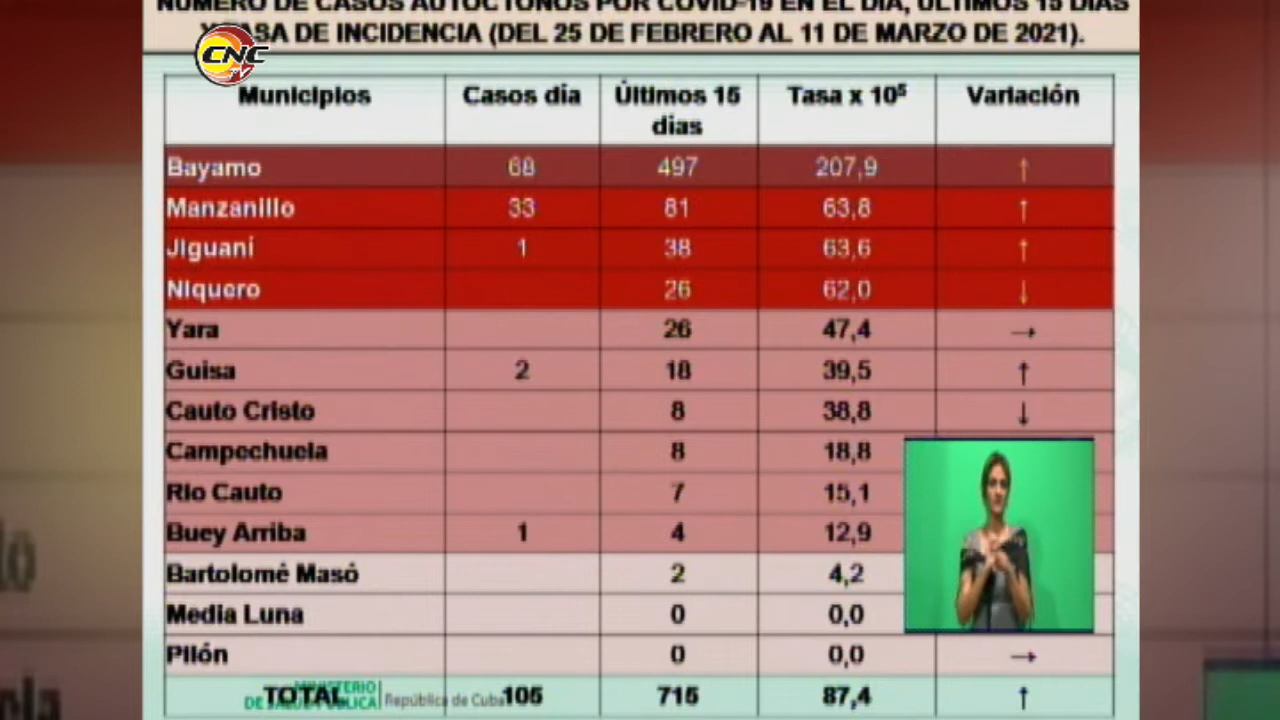 NÚMERO DE CASOS AUTÓCTONOS POR COVID-19 EN EL DÍA, ÚLTIMOS 15 DÍAS
DE INCIDENCIA (DEL 25 DE FEBRERO AL 11 DE MARZO DE 2021).
CNC
TV
Municipios Casos día Últimos 15 días Tasa x 10⁵ Variación
Bayamo 68 497 207,9 ↑
Manzanillo 33 81 63,8 ↑
Jiguaní 1 38 63,6 ↑
Niquero 26 62,0 ↓
Yara 26 47,4 →
Guisa 2 18 39,5 ↑
Cauto Cristo 8 38,8 ↓
Campechuela 8 18,8
Río Cauto 7 15,1
Buey Arriba 1 4 12,9
Bartolomé Masó 2 4,2
Media Luna 0 0,0
Pilón 0 0,0 →
TOTAL 105 715 87,4 ↑
MINISTERIO
DE SALUD PÚBLICA
República de Cuba